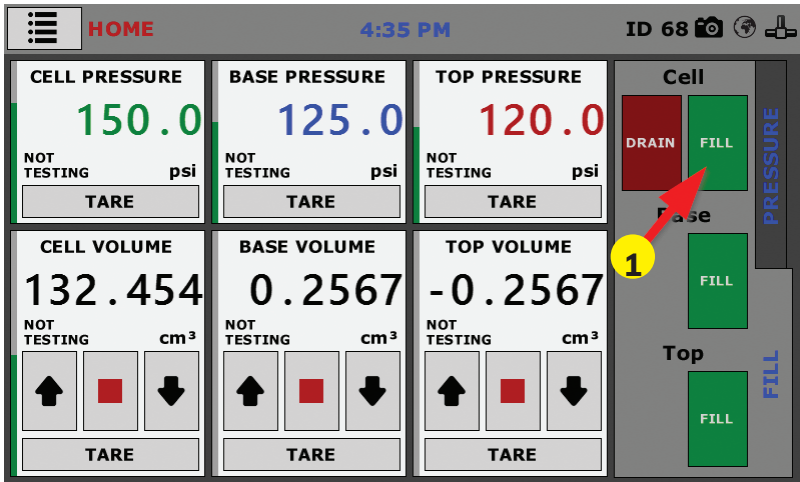 HOME
4:35 PM
ID 68
CELL PRESSURE
150.0
NOT
TESTING
psi
TARE
BASE PRESSURE
125.0
NOT
TESTING
psi
TARE
TOP PRESSURE
120.0
NOT
TESTING
psi
TARE
CELL VOLUME
132.454
NOT
TESTING
cm³
TARE
BASE VOLUME
0.2567
NOT
TESTING
cm³
TARE
TOP VOLUME
-0.2567
NOT
TESTING
cm³
TARE
Cell
DRAIN
FILL
1
Base
FILL
Top
FILL
PRESSURE
FILL